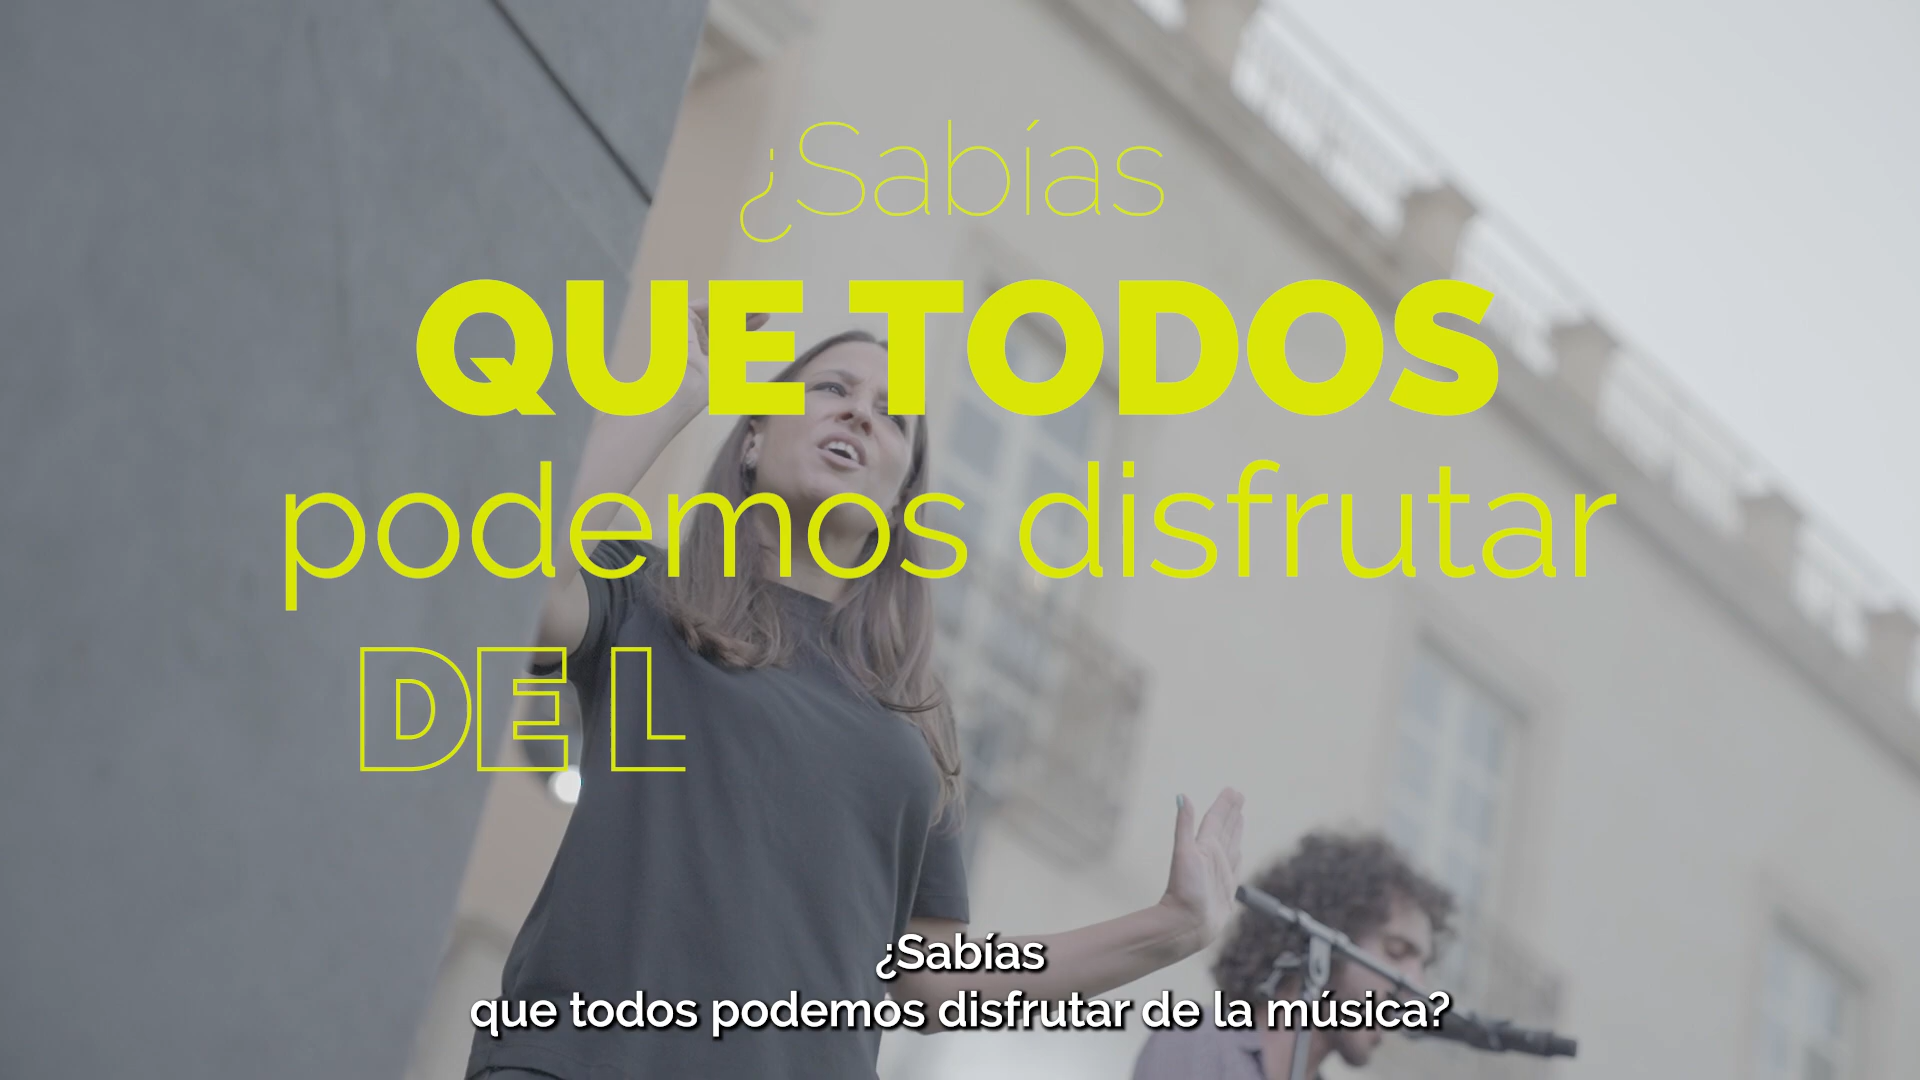 ¿Sabías
QUE TODOS
podemos disfrutar
DE L
¿Sabías
que todos podemos disfrutar de la música?